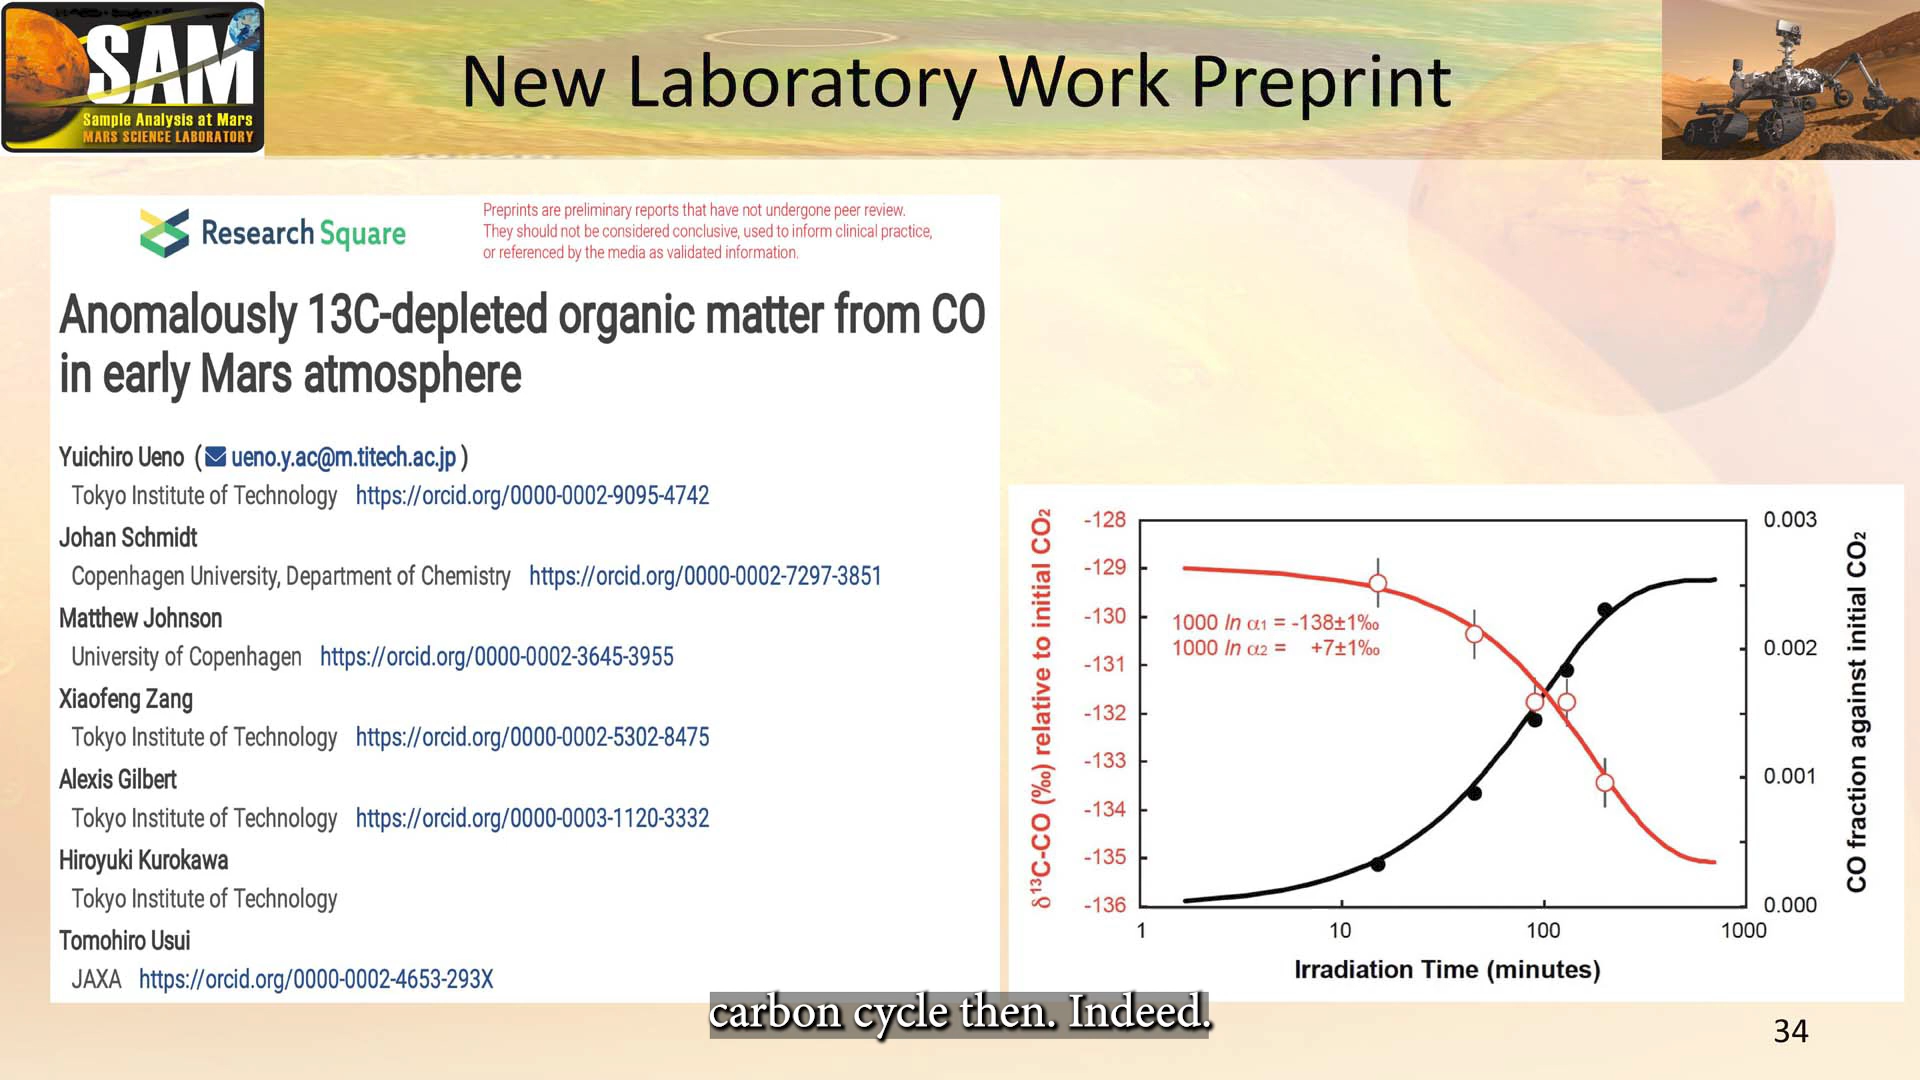 SAM
Sample Analysis at Mars
MARS SCIENCE LABORATORY
New Laboratory Work Preprint
Research Square
Preprints are preliminary reports that have not undergone peer review.
They should not be considered conclusive, used to inform clinical practice,
or referenced by the media as validated information.
Anomalously 13C-depleted organic matter from CO
in early Mars atmosphere
Yuichiro Ueno ( ueno.y.ac@m.titech.ac.jp )
Tokyo Institute of Technology https://orcid.org/0000-0002-9095-4742
Johan Schmidt
Copenhagen University, Department of Chemistry https://orcid.org/0000-0002-7297-3851
Matthew Johnson
University of Copenhagen https://orcid.org/0000-0002-3645-3955
Xiaofeng Zang
Tokyo Institute of Technology https://orcid.org/0000-0002-5302-8475
Alexis Gilbert
Tokyo Institute of Technology https://orcid.org/0000-0003-1120-3332
Hiroyuki Kurokawa
Tokyo Institute of Technology
Tomohiro Usui
JAXA https://orcid.org/0000-0002-4653-293X
δ¹³C-CO (‰) relative to initial CO₂
-128
-129
-130
-131
-132
-133
-134
-135
-136
1000 ln α1 = -138±1‰
1000 ln α2 = +7±1‰
0.003
0.002
0.001
0.000
CO fraction against initial CO₂
1 10 100 1000
Irradiation Time (minutes)
carbon cycle then. Indeed.
34